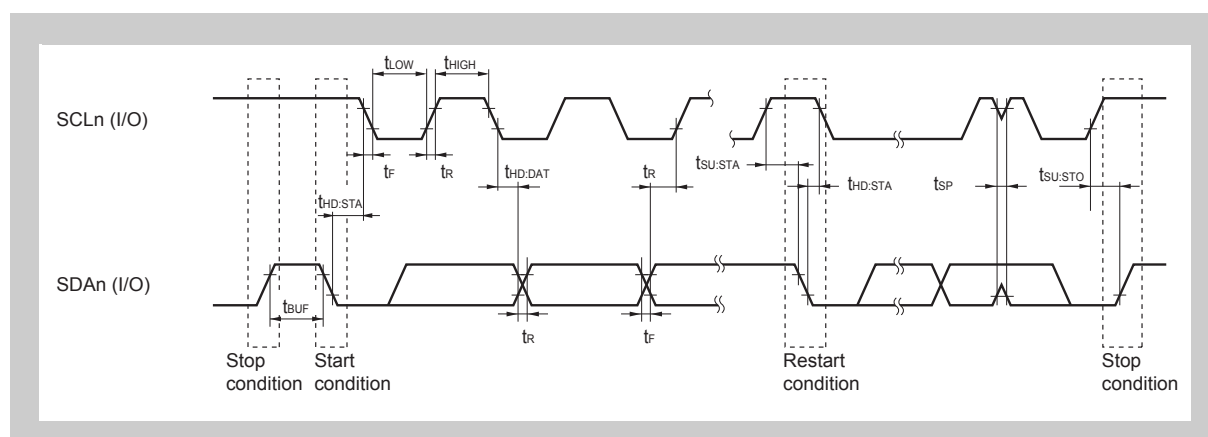 tLOW tHIGH
SCLn (I/O)
tF tR tHD:DAT tR tSU:STA tHD:STA tSP tSU:STO
tHD:STA
SDAn (I/O)
tBUF
tR tF
Stop condition
Start condition
Restart condition
Stop condition